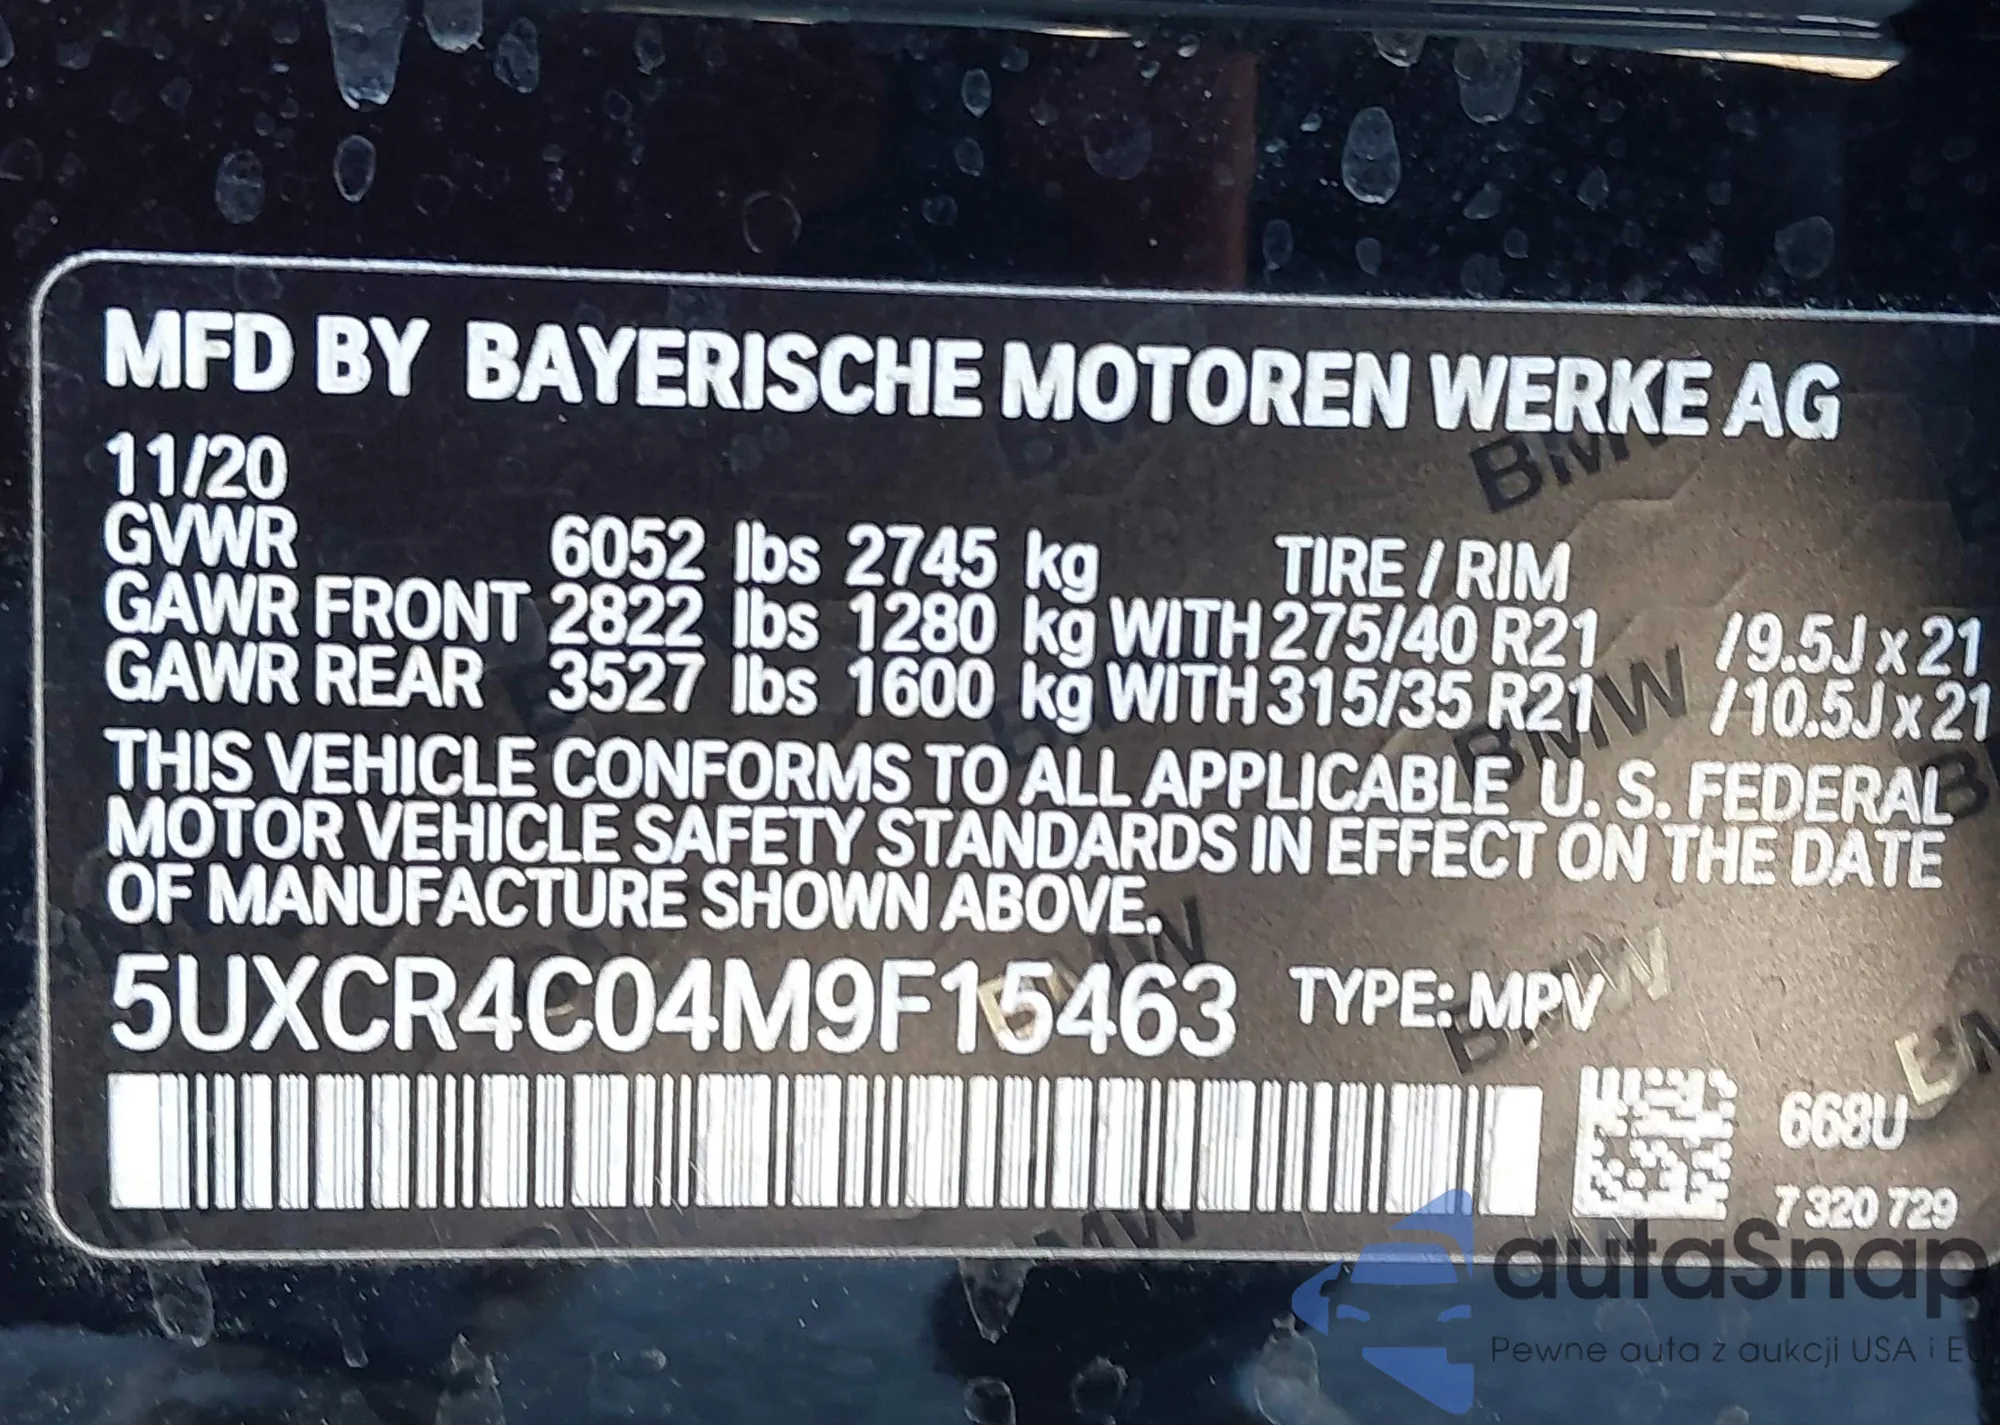 MFD BY BAYERISCHE MOTOREN WERKE AG
11/20
GVWR 6052 lbs 2745 kg TIRE / RIM
GAWR FRONT 2822 lbs 1280 kg WITH 275/40 R21 /9.5J x 21
GAWR REAR 3527 lbs 1600 kg WITH 315/35 R21 /10.5J x 21
THIS VEHICLE CONFORMS TO ALL APPLICABLE U. S. FEDERAL
MOTOR VEHICLE SAFETY STANDARDS IN EFFECT ON THE DATE
OF MANUFACTURE SHOWN ABOVE.
5UXCR4C04M9F15463 TYPE: MPV
668U
7 320 729
autaSnap
Pewne auta z aukcji USA i EU